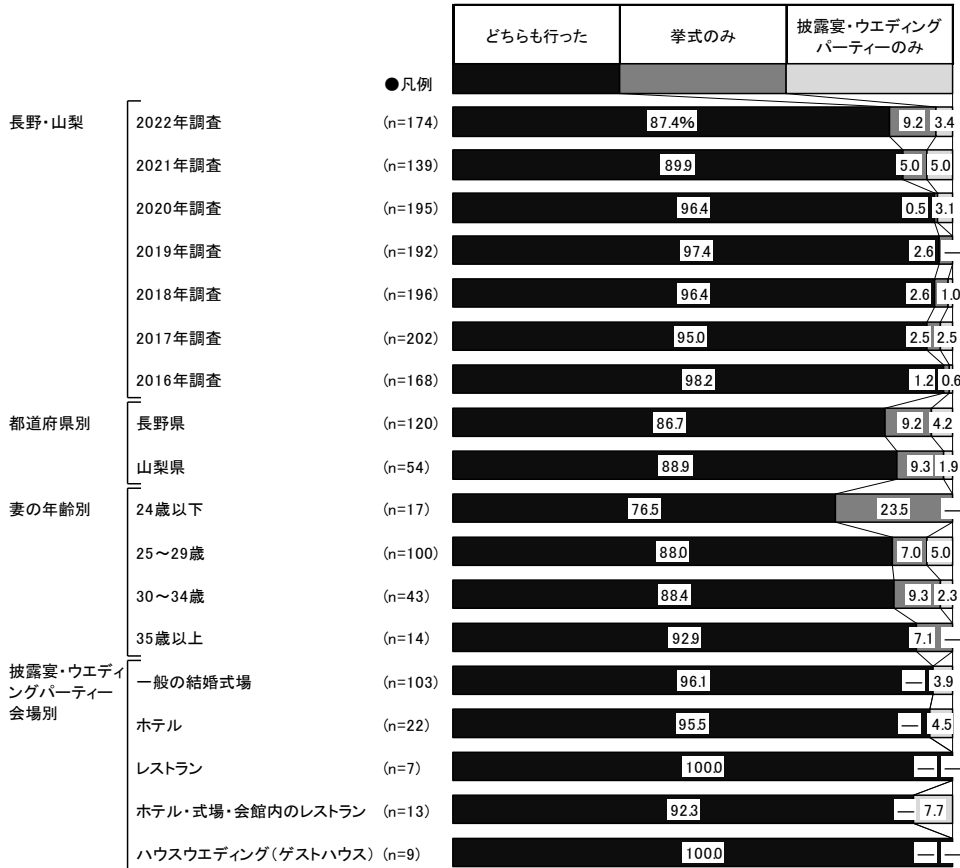 どちらも行った 挙式のみ 披露宴・ウエディング
パーティーのみ
●凡例
長野・山梨 2022年調査 (n=174) 87.4% 9.2 3.4
2021年調査 (n=139) 89.9 5.0 5.0
2020年調査 (n=195) 96.4 0.5 3.1
2019年調査 (n=192) 97.4 2.6 ―
2018年調査 (n=196) 96.4 2.6 1.0
2017年調査 (n=202) 95.0 2.5 2.5
2016年調査 (n=168) 98.2 1.2 0.6
都道府県別 長野県 (n=120) 86.7 9.2 4.2
山梨県 (n=54) 88.9 9.3 1.9
妻の年齢別 24歳以下 (n=17) 76.5 23.5 ―
25～29歳 (n=100) 88.0 7.0 5.0
30～34歳 (n=43) 88.4 9.3 2.3
35歳以上 (n=14) 92.9 7.1 ―
披露宴・ウエディ
ングパーティー
会場別
一般の結婚式場 (n=103) 96.1 ― 3.9
ホテル (n=22) 95.5 ― 4.5
レストラン (n=7) 100.0 ― ―
ホテル・式場・会館内のレストラン (n=13) 92.3 ― 7.7
ハウスウエディング(ゲストハウス) (n=9) 100.0 ― ―